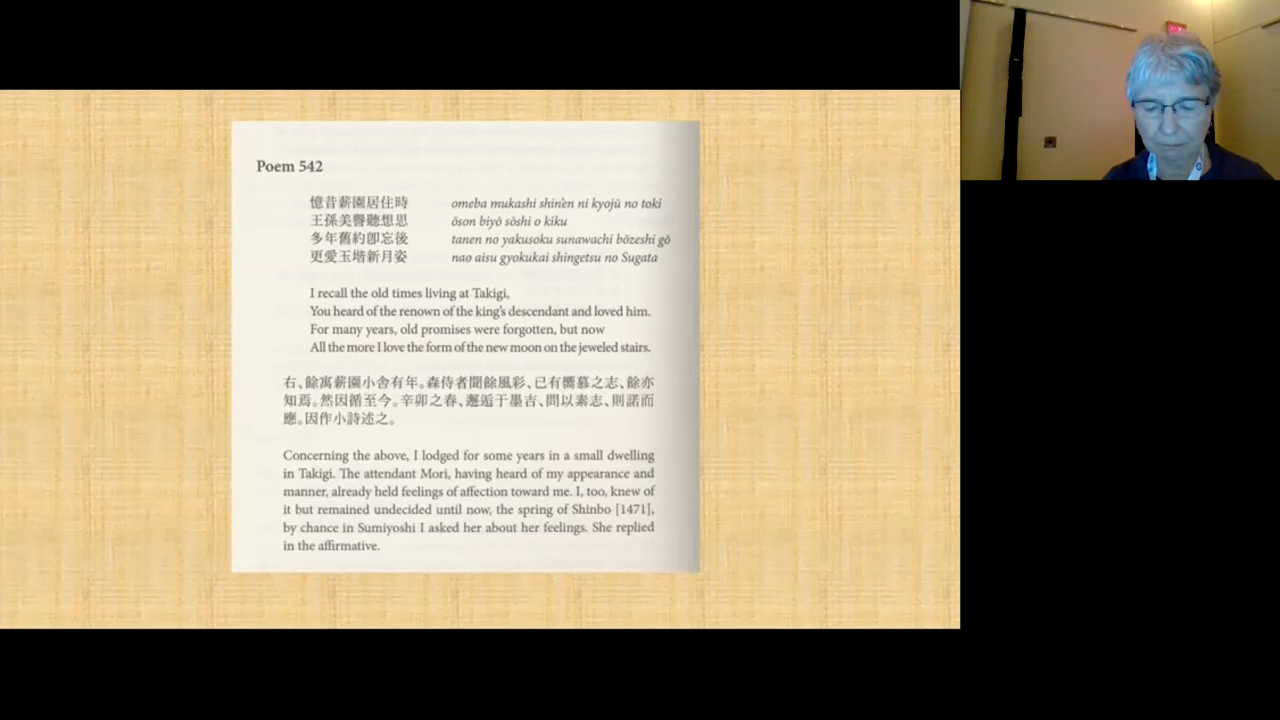 Poem 542
憶昔薪園居住時 omeba mukashi shin'en ni kyojū no toki
王孫美譽聽想思 ōson biyō sōshi o kiku
多年舊約卽忘後 tanen no yakusoku sunawachi bōzeshi gō
更愛玉堦新月姿 nao aisu gyokukai shingetsu no Sugata
I recall the old times living at Takigi,
You heard of the renown of the king's descendant and loved him.
For many years, old promises were forgotten, but now
All the more I love the form of the new moon on the jeweled stairs.
右、餘寓薪園小舎有年。森侍者聞餘風彩、已有嚮慕之志、餘亦
知焉。然因循至今。辛卯之春、邂逅于墨吉、問以素志、則諾而
應。因作小詩述之。
Concerning the above, I lodged for some years in a small dwelling
in Takigi. The attendant Mori, having heard of my appearance and
manner, already held feelings of affection toward me. I, too, knew of
it but remained undecided until now, the spring of Shinbo [1471],
by chance in Sumiyoshi I asked her about her feelings. She replied
in the affirmative.